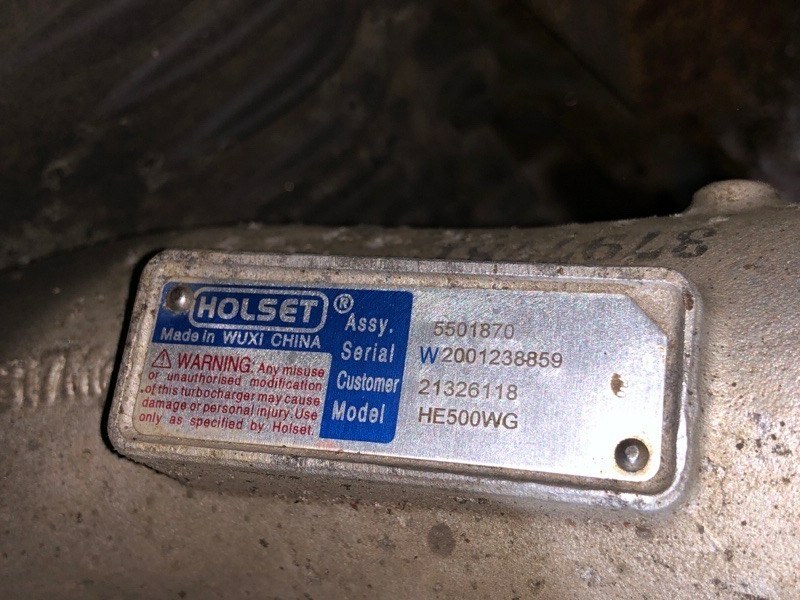 HOLSET ®
Made in WUXI CHINA
⚠ WARNING: Any misuse
or unauthorised modification
of this turbocharger may cause
damage or personal injury. Use
only as specified by Holset.
Assy. 5501870
Serial W2001238859
Customer 21326118
Model HE500WG